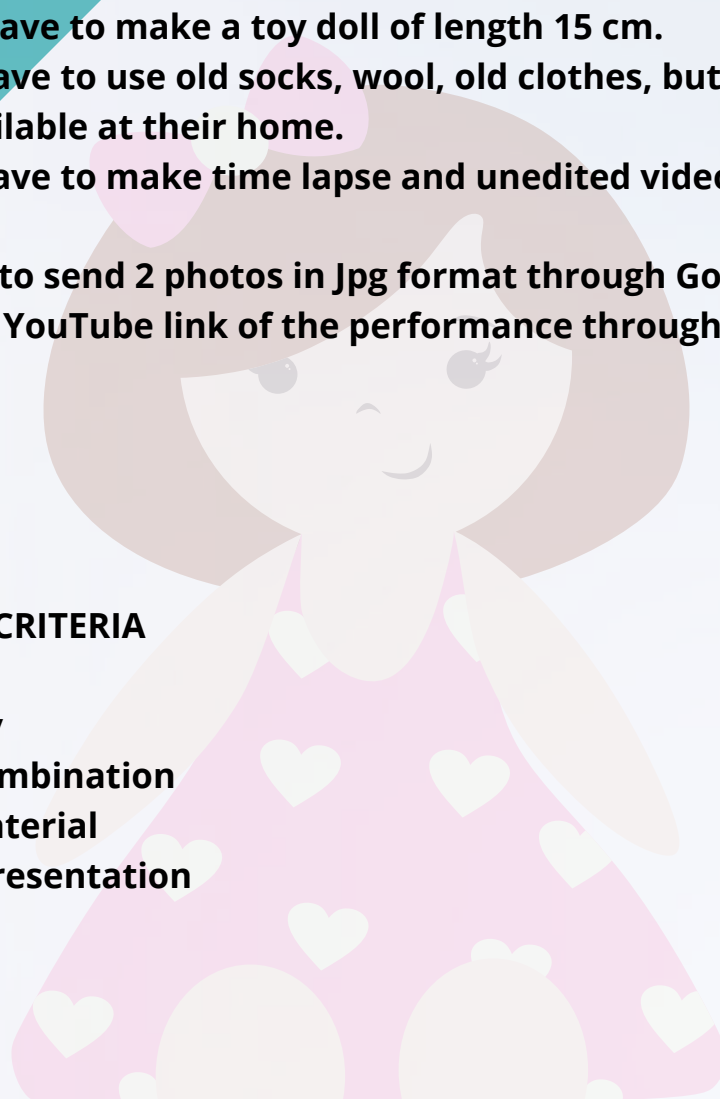 ave to make a toy doll of length 15 cm.
ave to use old socks, wool, old clothes, but
ilable at their home.
ave to make time lapse and unedited video
to send 2 photos in Jpg format through Go
YouTube link of the performance through
CRITERIA
y
mbination
terial
resentation